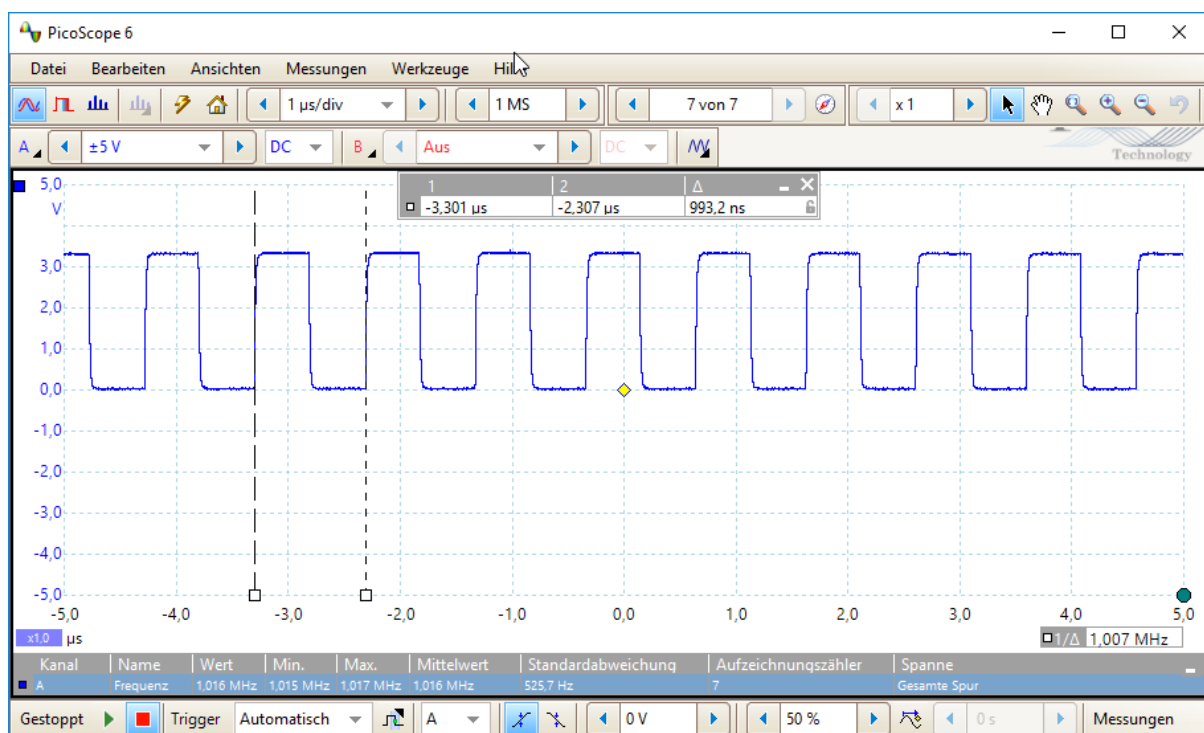 PicoScope 6
Datei Bearbeiten Ansichten Messungen Werkzeuge
1 µs/div 1 MS 7 von 7 x 1
A ±5 V DC B Aus DC
Technology
1 2 Δ
-3,301 µs -2,307 µs 993,2 ns
5,0
V
3,0
2,0
1,0
0,0
-1,0
-2,0
-3,0
-4,0
-5,0
-5,0 -4,0 -3,0 -2,0 -1,0 0,0 1,0 2,0 3,0 4,0 5,0
x1,0 µs
1/Δ 1,007 MHz
Kanal Name Wert Min. Max. Mittelwert Standardabweichung Aufzeichnungszähler Spanne
A Frequenz 1,016 MHz 1,015 MHz 1,017 MHz 1,016 MHz 525,7 Hz 7 Gesamte Spur
Gestoppt Trigger Automatisch A 0 V 50 % 0 s Messungen